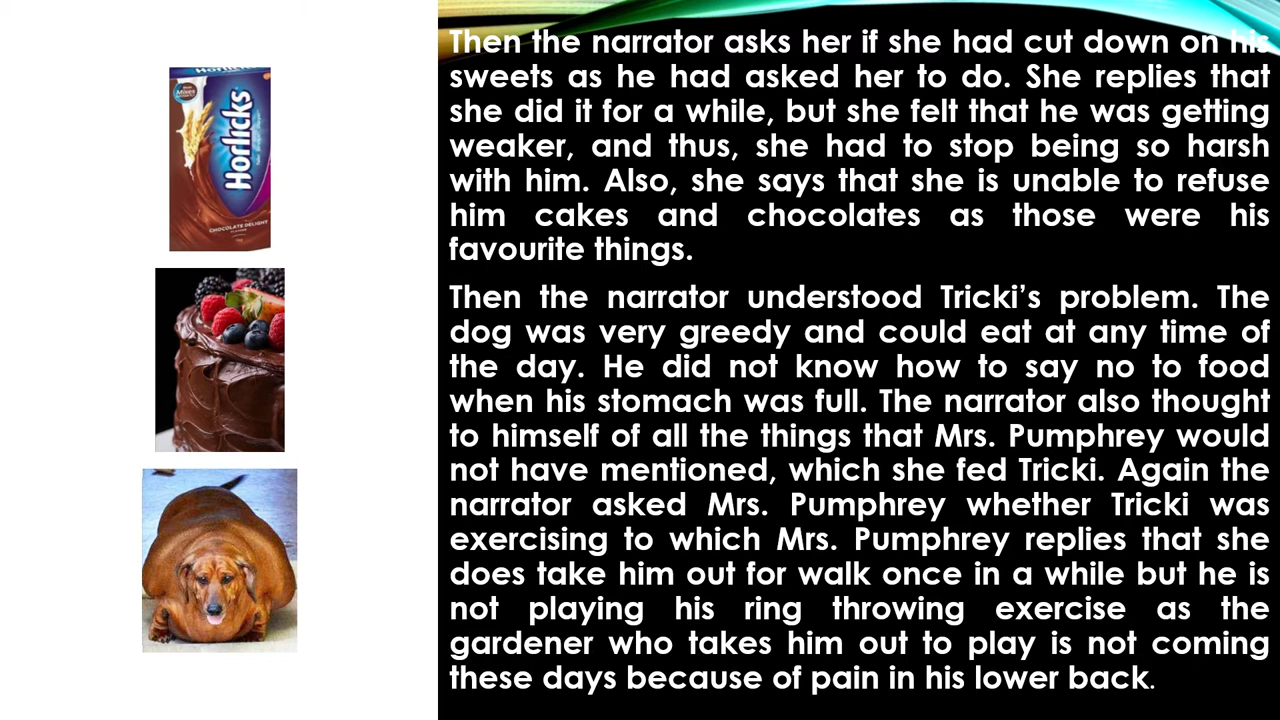 Horlicks
Horlicks
CHOCOLATE DELIGHT
Then the narrator asks her if she had cut down on his
sweets as he had asked her to do. She replies that
she did it for a while, but she felt that he was getting
weaker, and thus, she had to stop being so harsh
with him. Also, she says that she is unable to refuse
him cakes and chocolates as those were his
favourite things.
Then the narrator understood Tricki’s problem. The
dog was very greedy and could eat at any time of
the day. He did not know how to say no to food
when his stomach was full. The narrator also thought
to himself of all the things that Mrs. Pumphrey would
not have mentioned, which she fed Tricki. Again the
narrator asked Mrs. Pumphrey whether Tricki was
exercising to which Mrs. Pumphrey replies that she
does take him out for walk once in a while but he is
not playing his ring throwing exercise as the
gardener who takes him out to play is not coming
these days because of pain in his lower back.